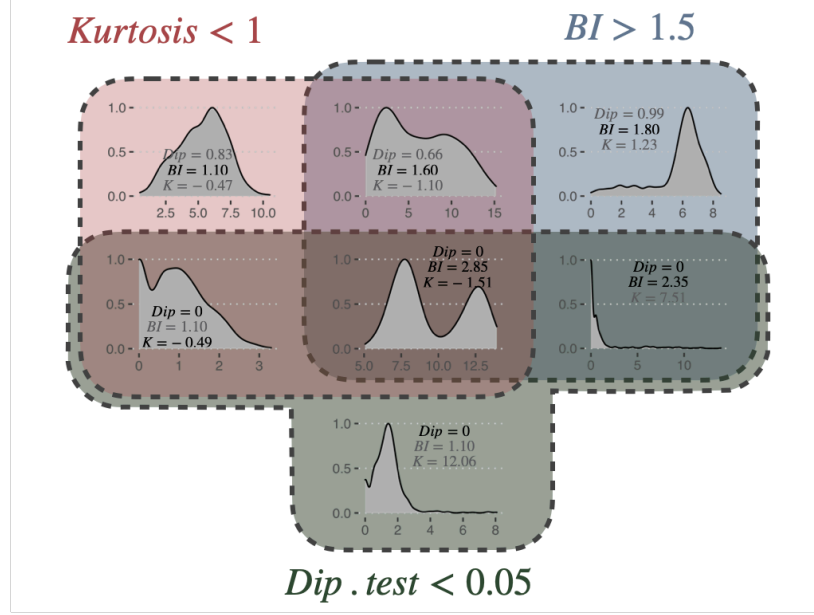 Kurtosis < 1
BI > 1.5
1.0
0.5
0.0
Dip = 0.83
BI = 1.10
K = − 0.47
2.5 5.0 7.5 10.0
1.0
0.5
0.0
Dip = 0.66
BI = 1.60
K = − 1.10
0 5 10 15
1.0
0.5
0.0
Dip = 0.99
BI = 1.80
K = 1.23
0 2 4 6 8
1.0
0.5
0.0
Dip = 0
BI = 1.10
K = − 0.49
0 1 2 3
1.0
0.5
0.0
Dip = 0
BI = 2.85
K = − 1.51
5.0 7.5 10.0 12.5
1.0
0.5
0.0
Dip = 0
BI = 2.35
K = 7.51
0 5 10
1.0
0.5
0.0
Dip = 0
BI = 1.10
K = 12.06
0 2 4 6 8
Dip . test < 0.05